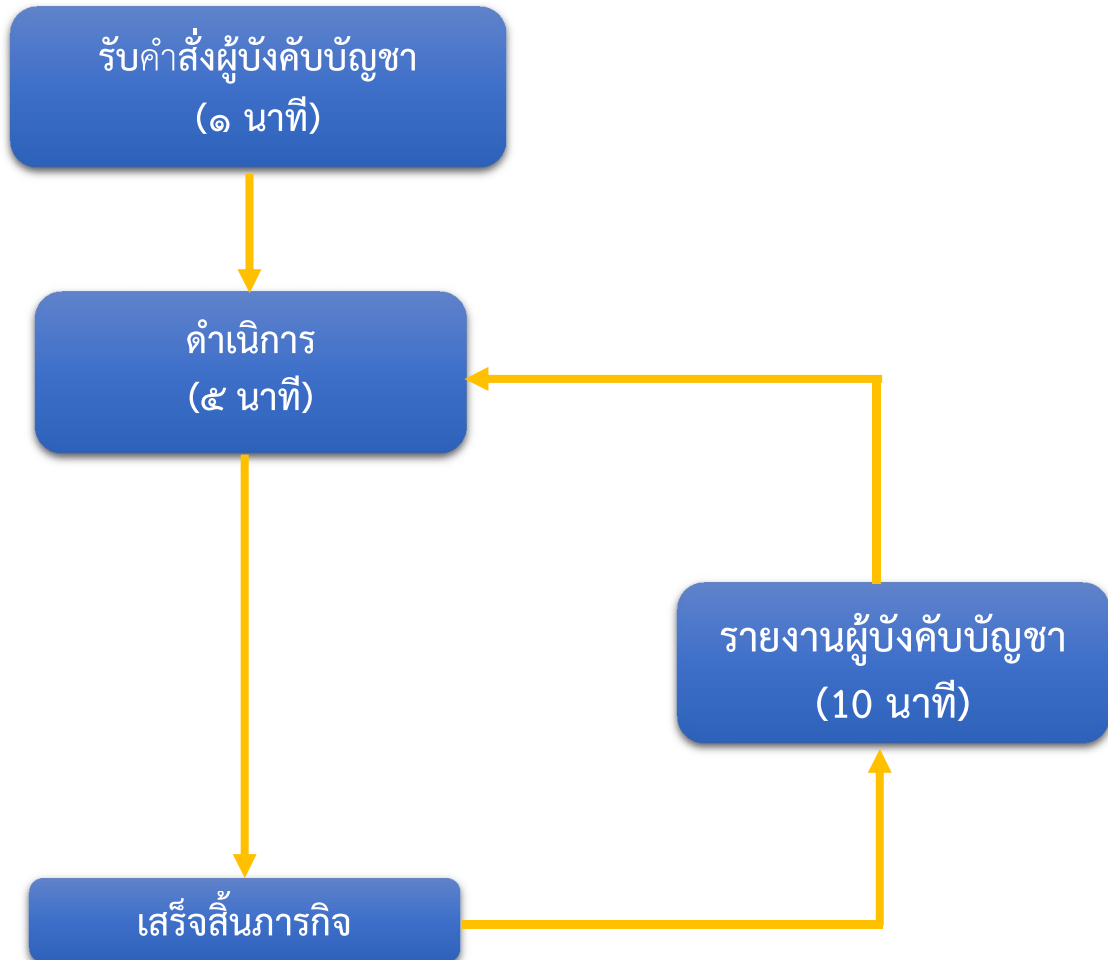 รับคำสั่งผู้บังคับบัญชา
(๑ นาที)
ดำเนิการ
(๕ นาที)
รายงานผู้บังคับบัญชา
(10 นาที)
เสร็จสิ้นภารกิจ